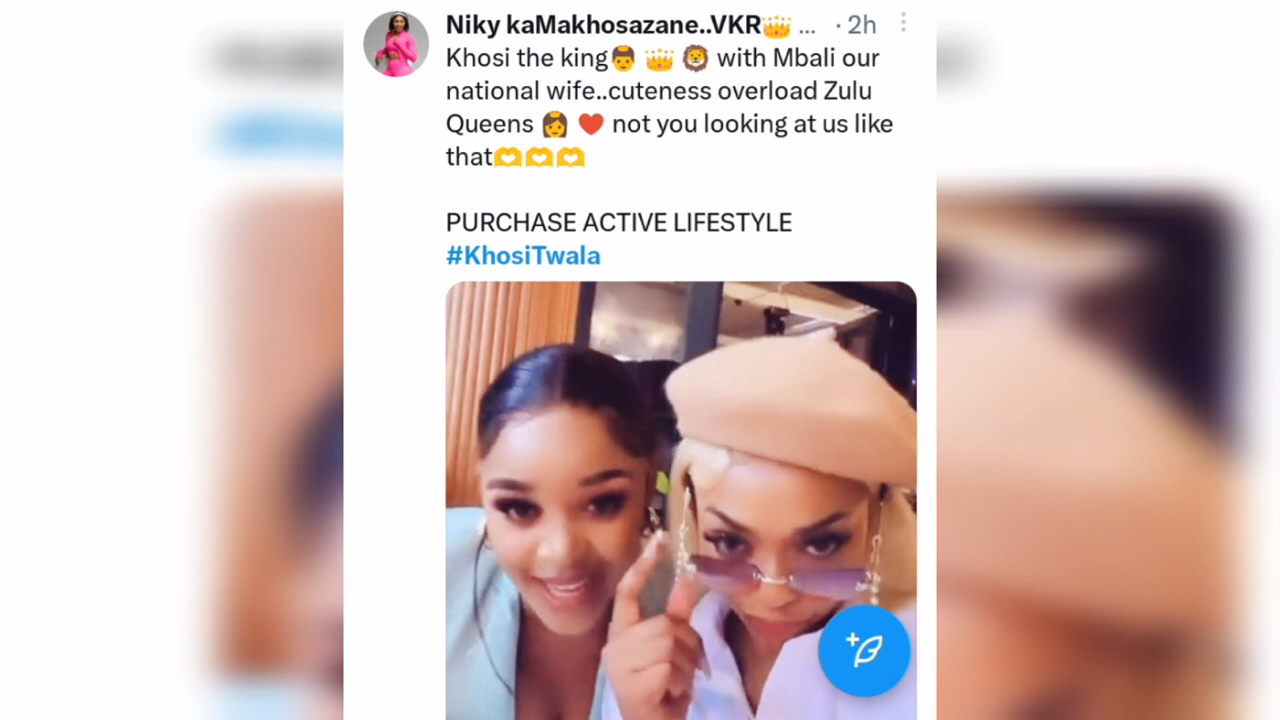 Niky kaMakhosazane..VKR👑 ... · 2h
Khosi the king🤴 👑 🦁 with Mbali our
national wife..cuteness overload Zulu
Queens 👸 ❤️ not you looking at us like
that🫶🫶🫶
PURCHASE ACTIVE LIFESTYLE
#KhosiTwala